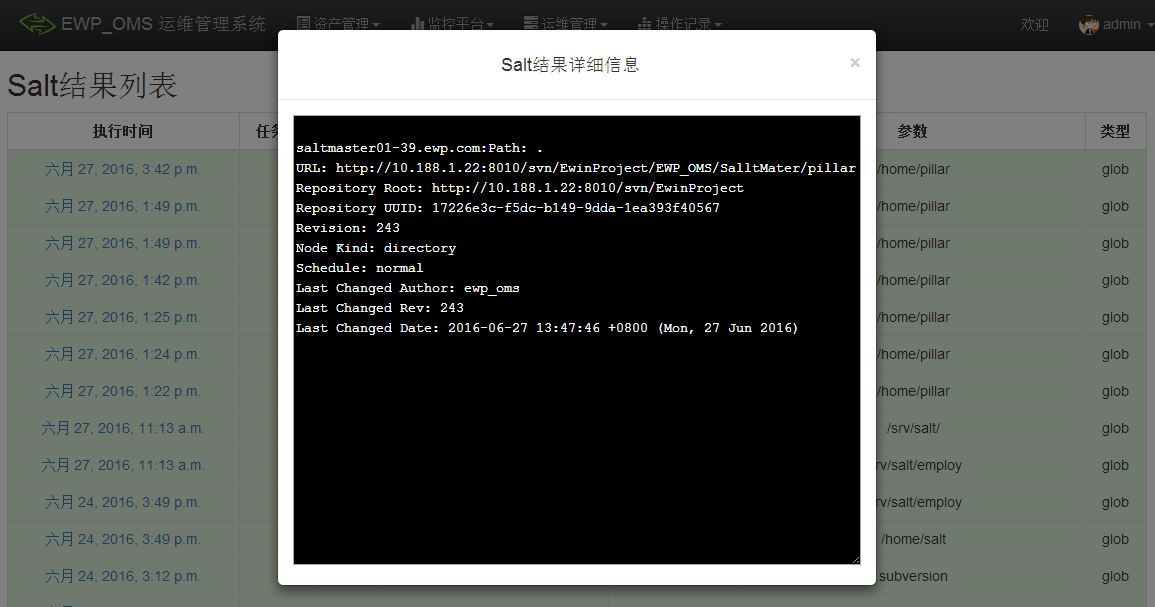 EWP_OMS 运维管理系统 资产管理 监控平台 运维管理 操作记录 欢迎 admin
Salt结果详细信息 ×
Salt结果列表
执行时间 参数 类型
saltmaster01-39.ewp.com:Path: .
URL: http://10.188.1.22:8010/svn/EwinProject/EWP_OMS/SalltMater/pillar
Repository Root: http://10.188.1.22:8010/svn/EwinProject
Repository UUID: 17226e3c-f5dc-b149-9dda-1ea393f40567
Revision: 243
Node Kind: directory
Schedule: normal
Last Changed Author: ewp_oms
Last Changed Rev: 243
Last Changed Date: 2016-06-27 13:47:46 +0800 (Mon, 27 Jun 2016)
六月 27, 2016, 3:42 p.m. /home/pillar glob
六月 27, 2016, 1:49 p.m. /home/pillar glob
六月 27, 2016, 1:49 p.m. /home/pillar glob
六月 27, 2016, 1:42 p.m. /home/pillar glob
六月 27, 2016, 1:25 p.m. /home/pillar glob
六月 27, 2016, 1:24 p.m. /home/pillar glob
六月 27, 2016, 1:22 p.m. /home/pillar glob
六月 27, 2016, 11:13 a.m. /srv/salt/ glob
六月 27, 2016, 11:13 a.m. rv/salt/employ glob
六月 24, 2016, 3:49 p.m. rv/salt/employ glob
六月 24, 2016, 3:49 p.m. /home/salt glob
六月 24, 2016, 3:12 p.m. subversion glob